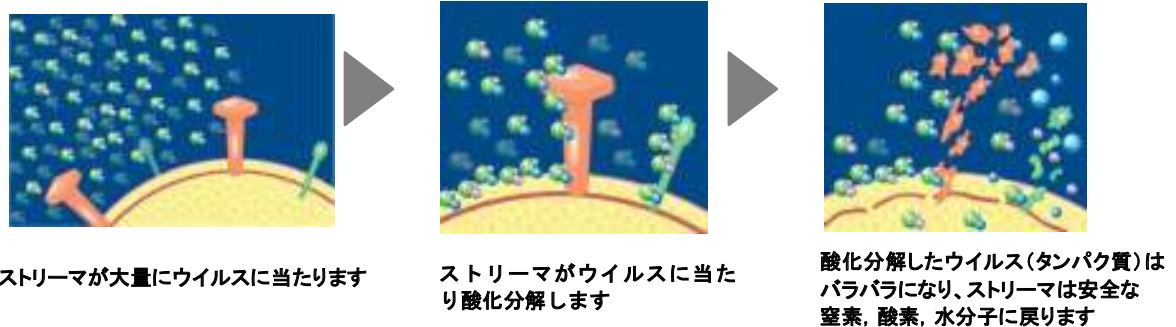 ストリーマが大量にウイルスに当たります
ストリーマがウイルスに当た
り酸化分解します
酸化分解したウイルス（タンパク質）は
バラバラになり、ストリーマは安全な
窒素，酸素，水分子に戻ります